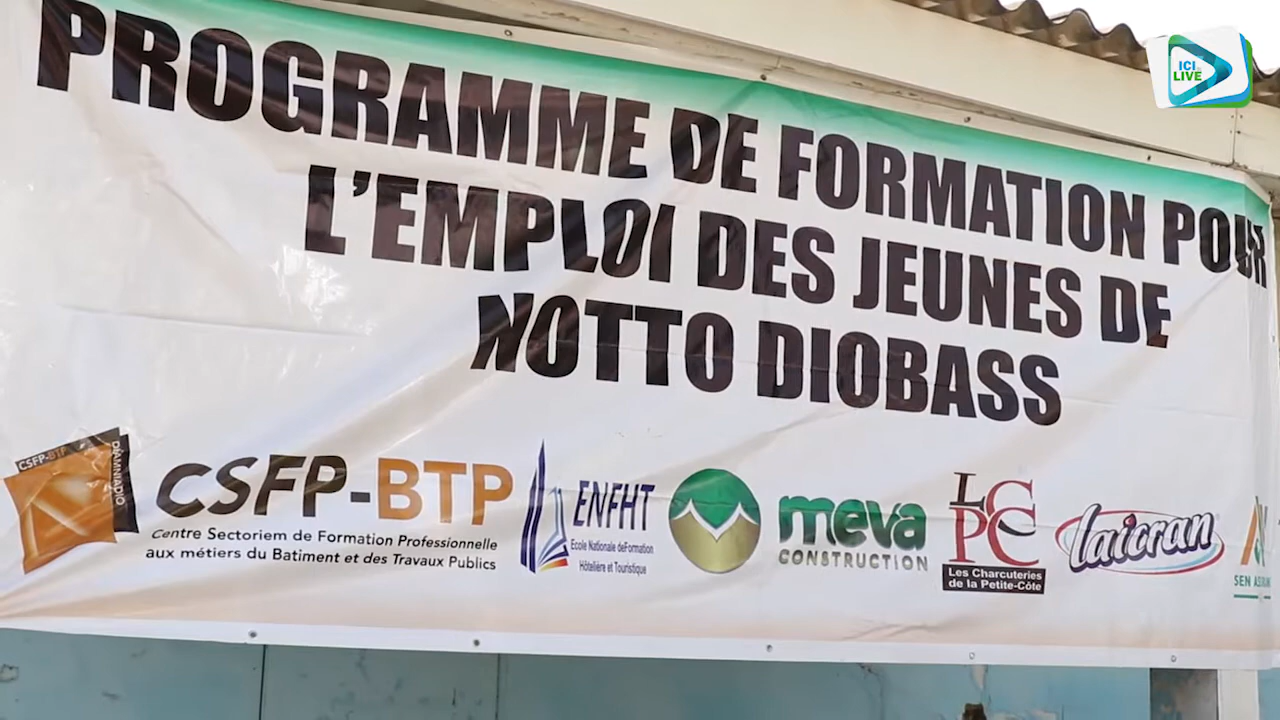 ICI
LIVE
PROGRAMME DE FORMATION POUR
L'EMPLOI DES JEUNES DE
NOTTO DIOBASS
CSFP-BTP
DIAMNIADIO
CSFP-BTP
Centre Sectoriem de Formation Professionnelle
aux métiers du Batiment et des Travaux Publics
ENFHT
Ecole Nationale deFormation
Hôtelière et Touristique
meva
CONSTRUCTION
LCPC
Les Charcuteries
de la Petite-Côte
laicran
SEN